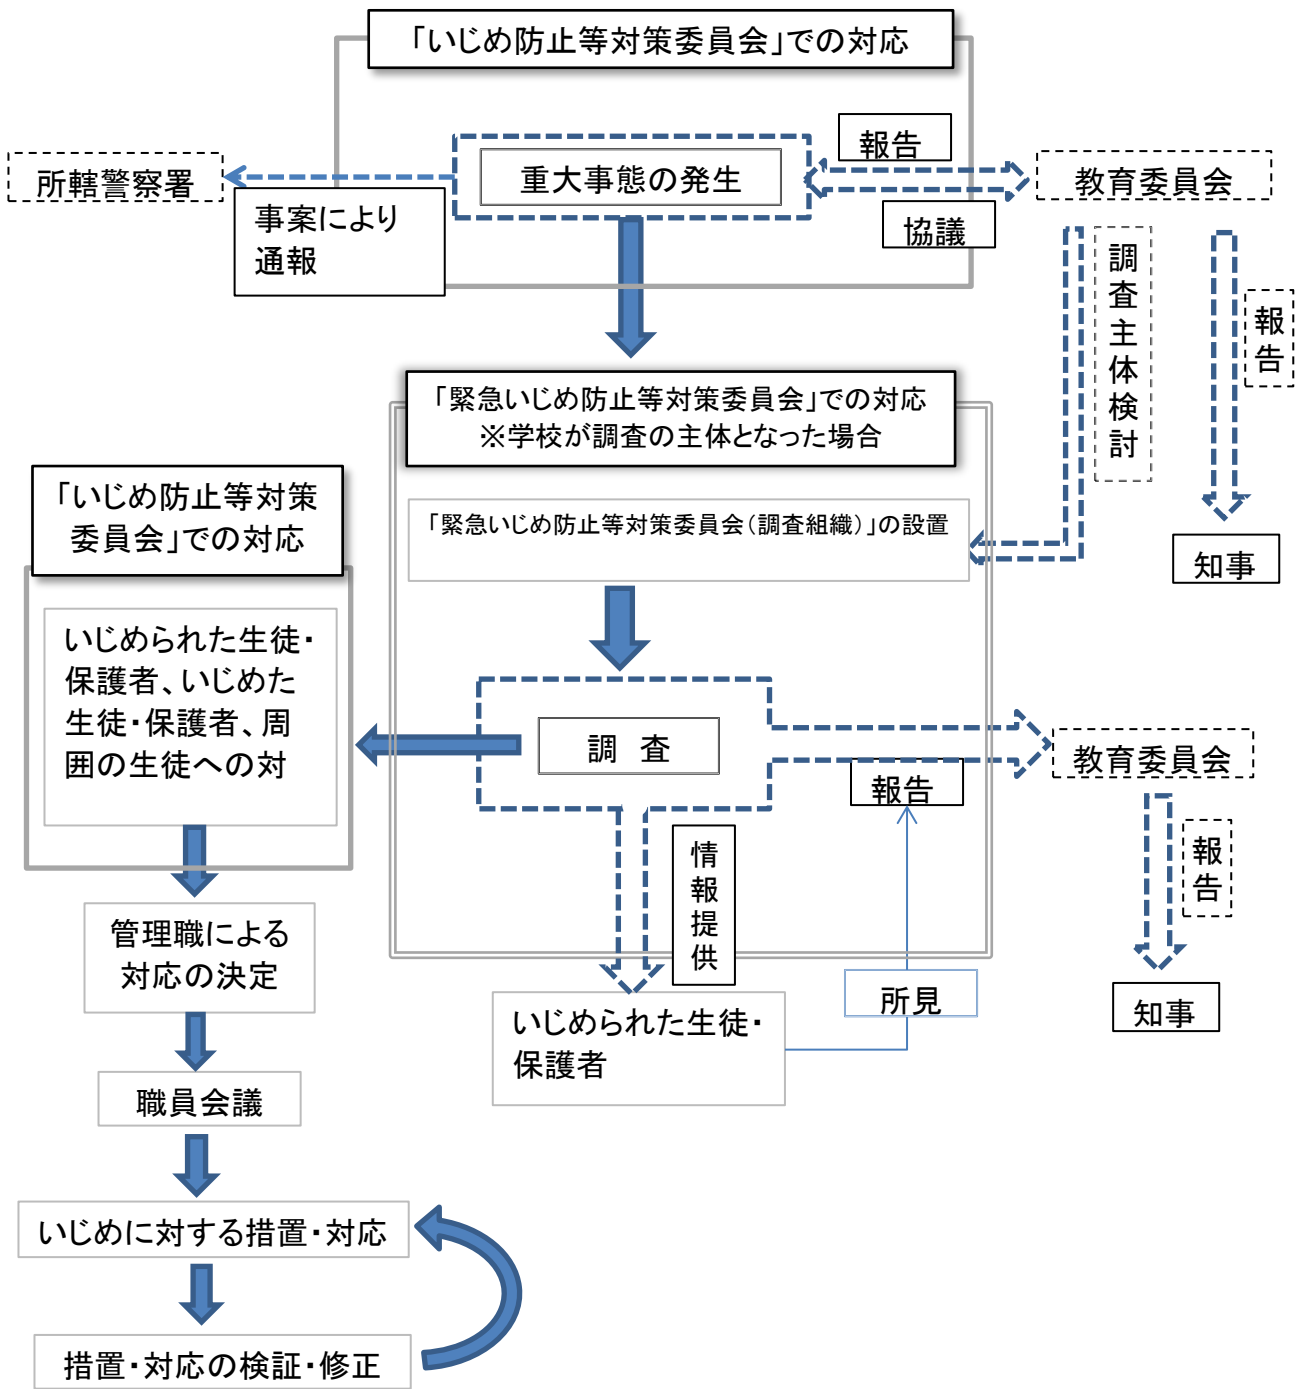 「いじめ防止等対策委員会」での対応
報告
所轄警察署
重大事態の発生
教育委員会
事案により
通報
協議
調査主体検討
報告
知事
「緊急いじめ防止等対策委員会」での対応
※学校が調査の主体となった場合
「緊急いじめ防止等対策委員会（調査組織）」の設置
「いじめ防止等対策
委員会」での対応
いじめられた生徒・
保護者、いじめた
生徒・保護者、周
囲の生徒への対
調　査
教育委員会
報告
情報提供
報告
知事
管理職による
対応の決定
いじめられた生徒・
保護者
所見
職員会議
いじめに対する措置・対応
措置・対応の検証・修正